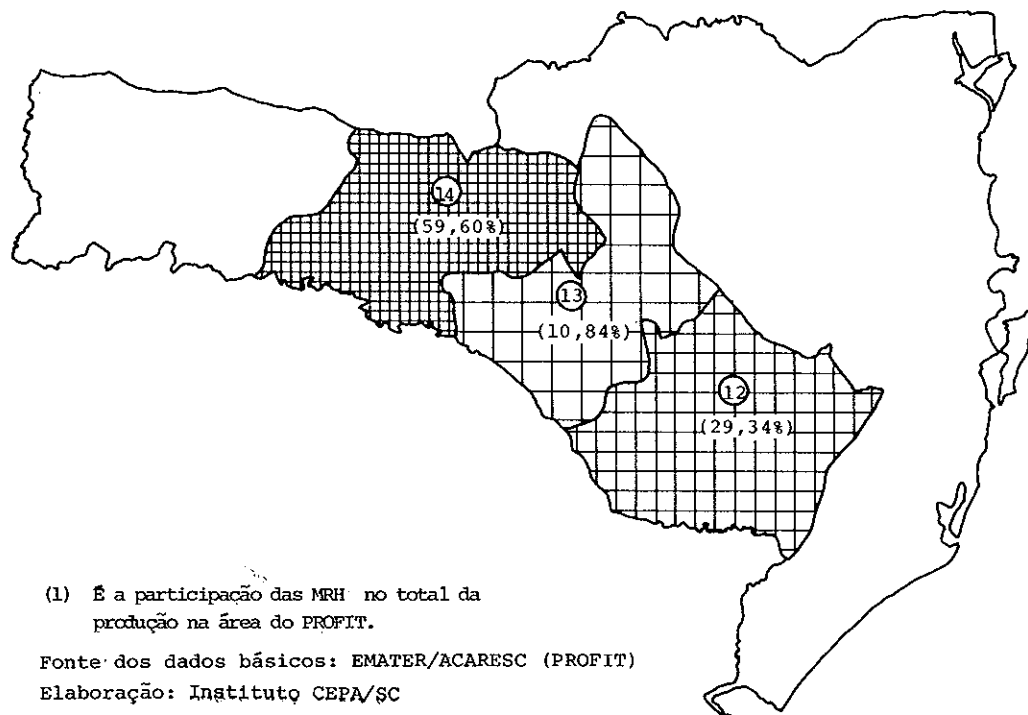 14
(59,60%)
13
(10,84%)
12
(29,34%)
(1) É a participação das MRH no total da
produção na área do PROFIT.
Fonte dos dados básicos: EMATER/ACARESC (PROFIT)
Elaboração: Instituto CEPA/SC